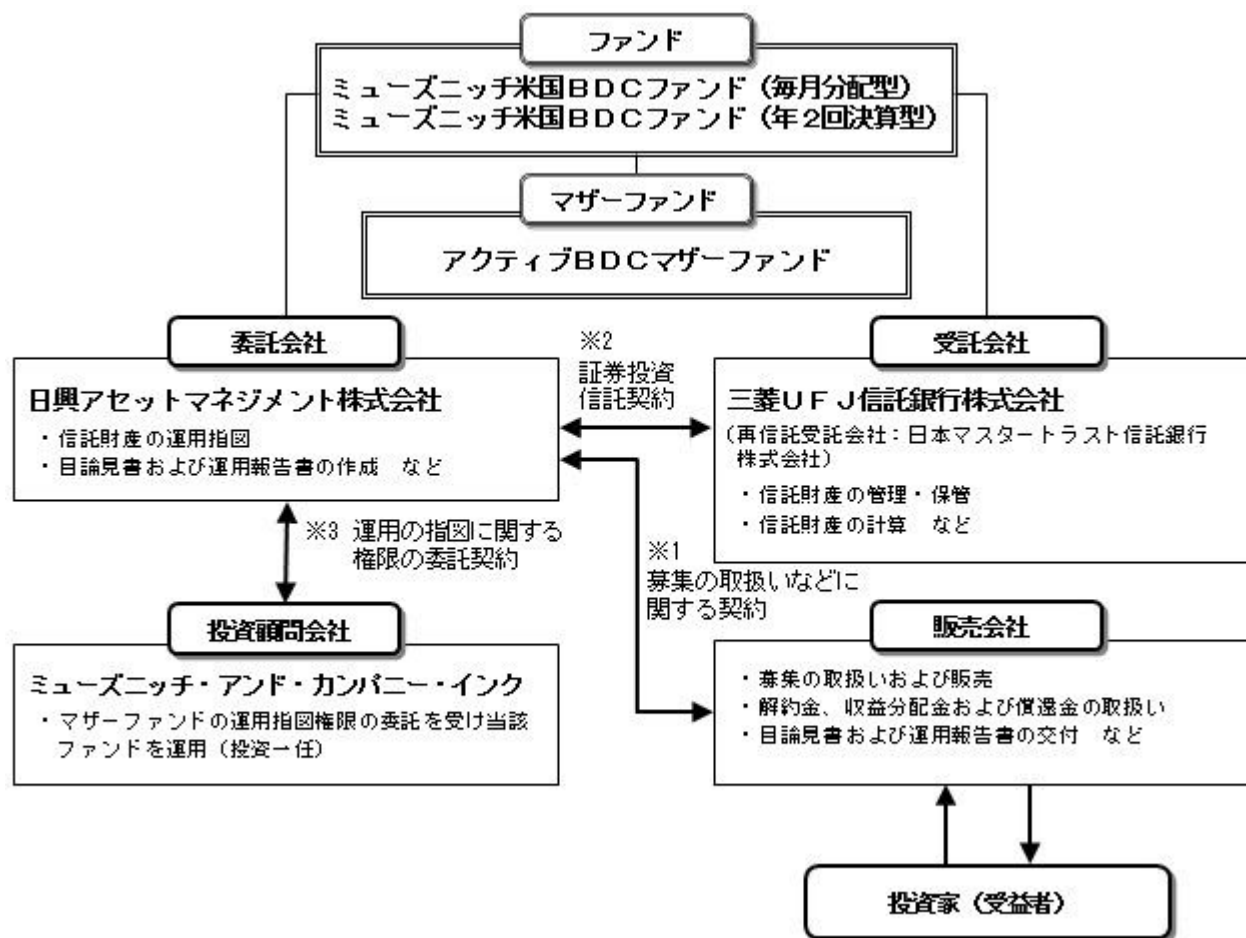 ファンド
ミューズニッチ米国ＢＤＣファンド（毎月分配型）
ミューズニッチ米国ＢＤＣファンド（年２回決算型）
マザーファンド
アクティブＢＤＣマザーファンド
委託会社
日興アセットマネジメント株式会社
・信託財産の運用指図
・目論見書および運用報告書の作成　など
※2
証券投資
信託契約
受託会社
三菱ＵＦＪ信託銀行株式会社
（再信託受託会社：日本マスタートラスト信託銀行
株式会社）
・信託財産の管理・保管
・信託財産の計算　など
※3 運用の指図に関する
権限の委託契約
※1
募集の取扱いなどに
関する契約
投資顧問会社
ミューズニッチ・アンド・カンパニー・インク
・マザーファンドの運用指図権限の委託を受け当該
ファンドを運用（投資一任）
販売会社
・募集の取扱いおよび販売
・解約金、収益分配金および償還金の取扱い
・目論見書および運用報告書の交付　など
投資家（受益者）